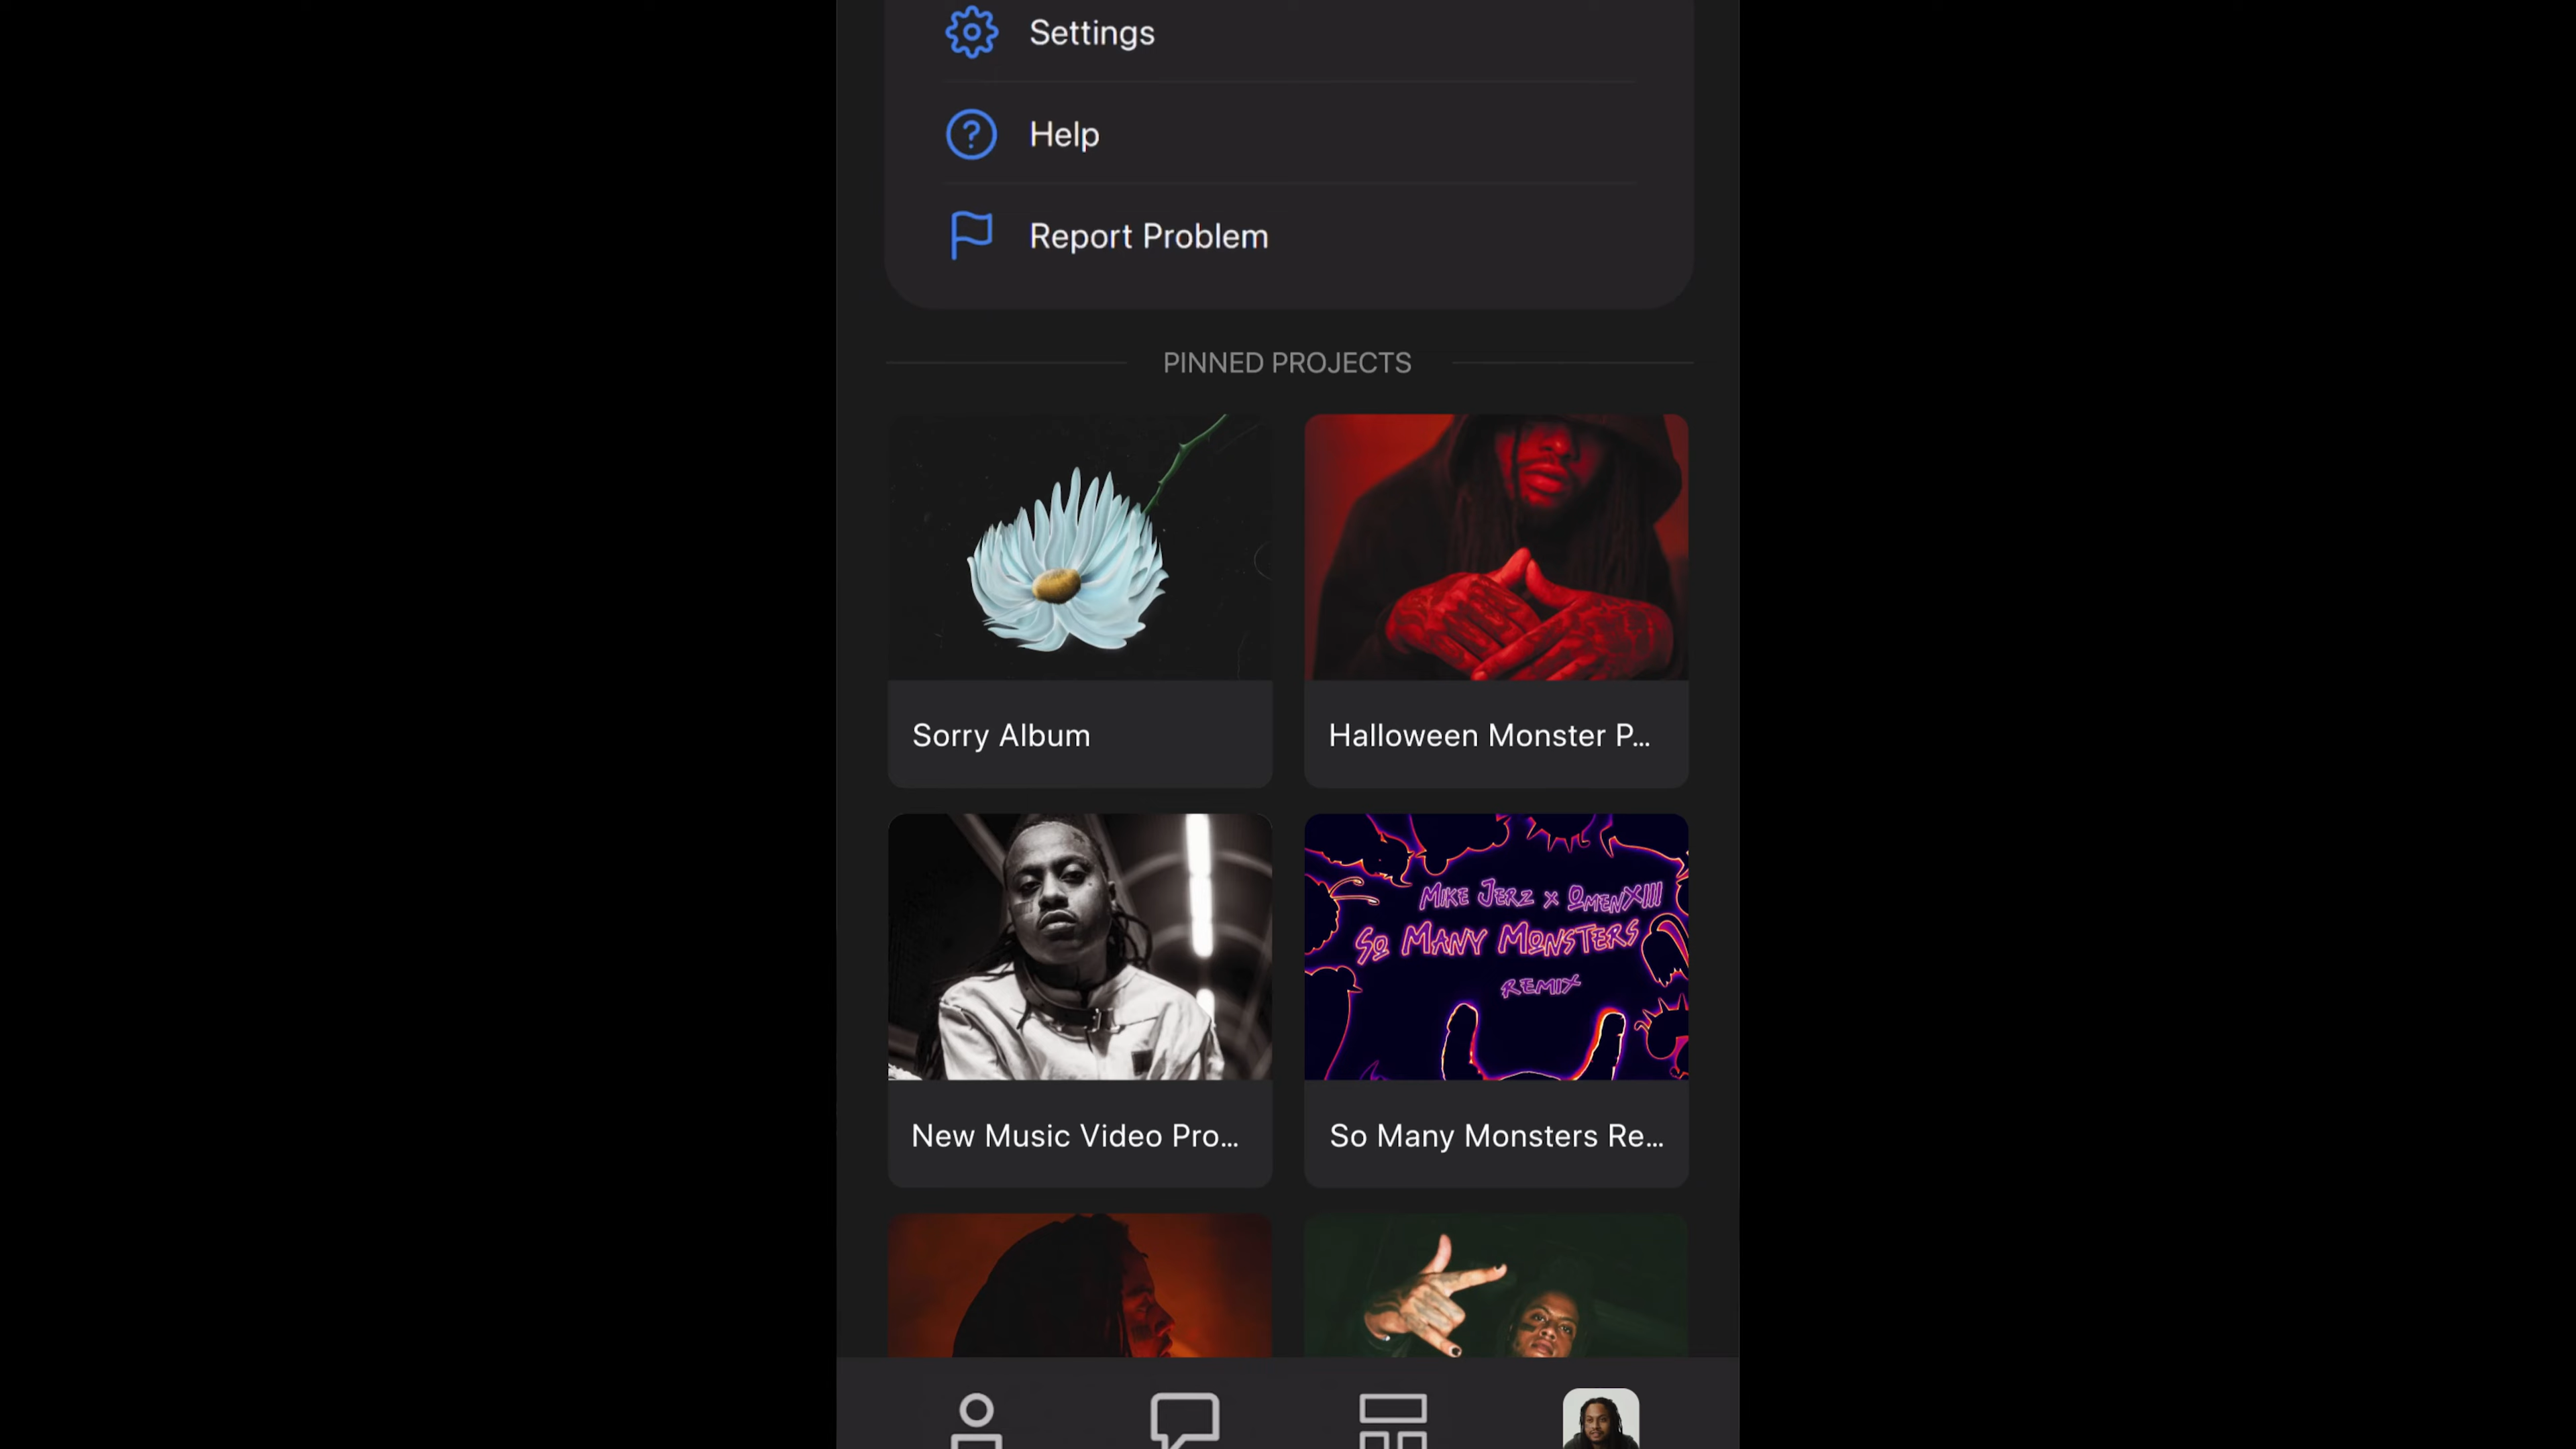 Settings
Help
Report Problem
PINNED PROJECTS
Sorry Album
Halloween Monster P...
MIKE JERZ X OMENXIII
SO MANY MONSTERS
REMIX
New Music Video Pro...
So Many Monsters Re...